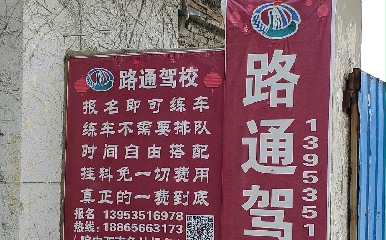 路通驾校
报名即可练车
练车不需要排队
时间自由搭配
挂科免一切费用
真正的一费到底
报名 13953516978
热线: 18865663173
路通驾
1395351